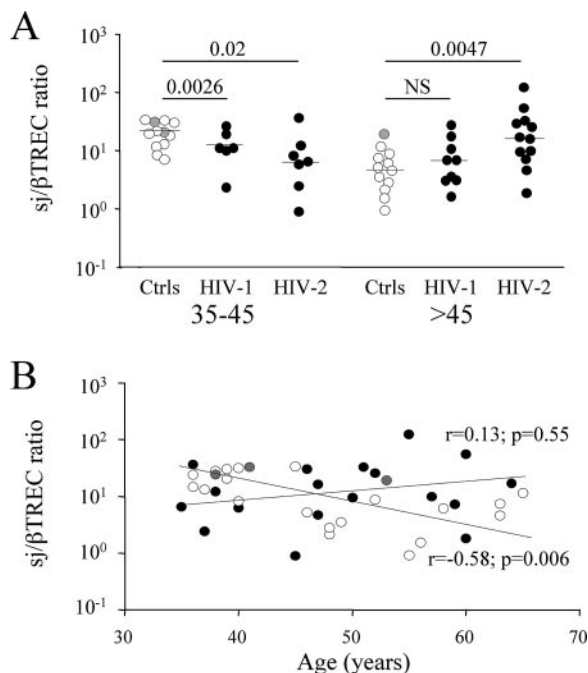 A
sj/βTREC ratio
10³
10²
10¹
10⁰
10⁻¹
0.02
0.0026
0.0047
NS
Ctrls HIV-1 HIV-2 Ctrls HIV-1 HIV-2
35-45 >45
B
sj/βTREC ratio
10³
10²
10¹
10⁰
10⁻¹
r=0.13; p=0.55
r=-0.58; p=0.006
30 40 50 60 70
Age (years)